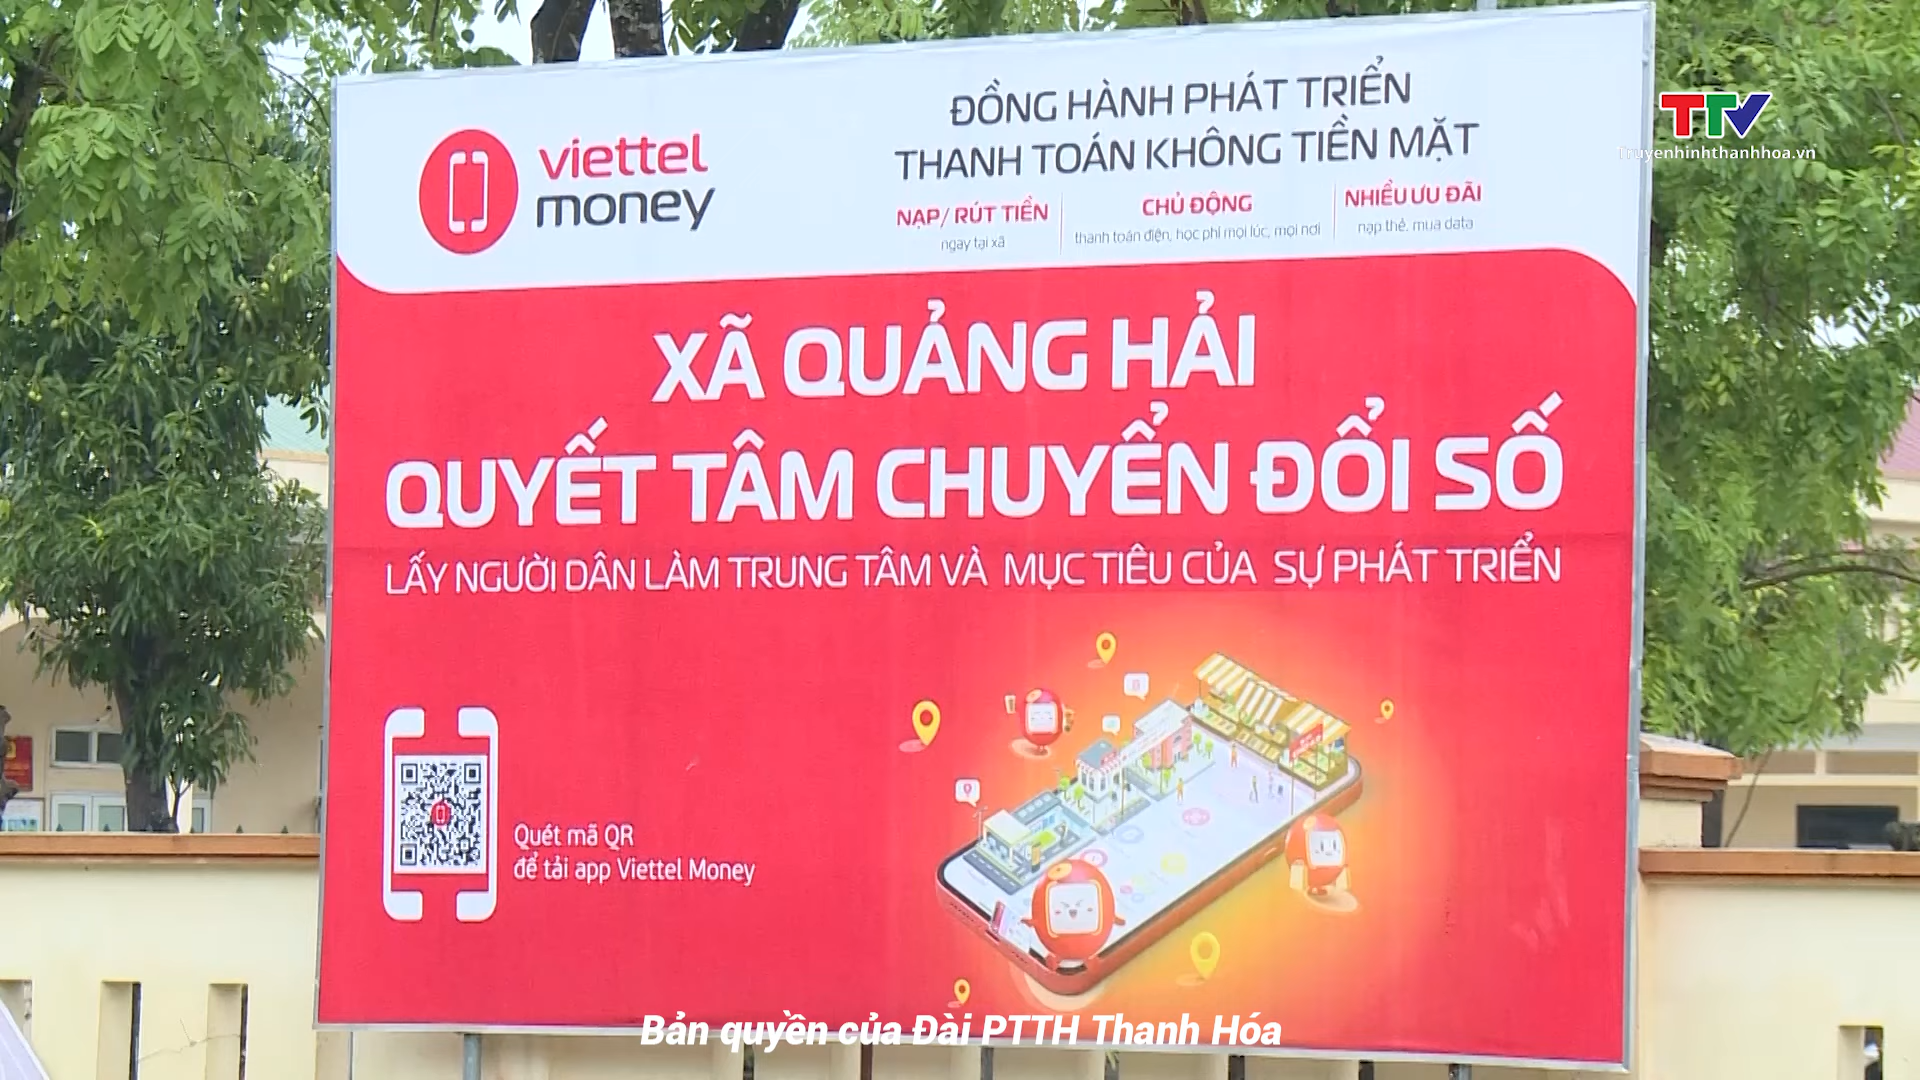 viettel
money
ĐỒNG HÀNH PHÁT TRIỂN
THANH TOÁN KHÔNG TIỀN MẶT
NẠP/ RÚT TIỀN
ngay tại xã
CHỦ ĐỘNG
thanh toán điện, học phí mọi lúc, mọi nơi
NHIỀU ƯU ĐÃI
nạp thẻ, mua data
TTV
Truyenhinhthanhhoa.vn
XÃ QUẢNG HẢI
QUYẾT TÂM CHUYỂN ĐỔI SỐ
LẤY NGƯỜI DÂN LÀM TRUNG TÂM VÀ MỤC TIÊU CỦA SỰ PHÁT TRIỂN
Quét mã QR
để tải app Viettel Money
Bản quyền của Đài PTTH Thanh Hóa